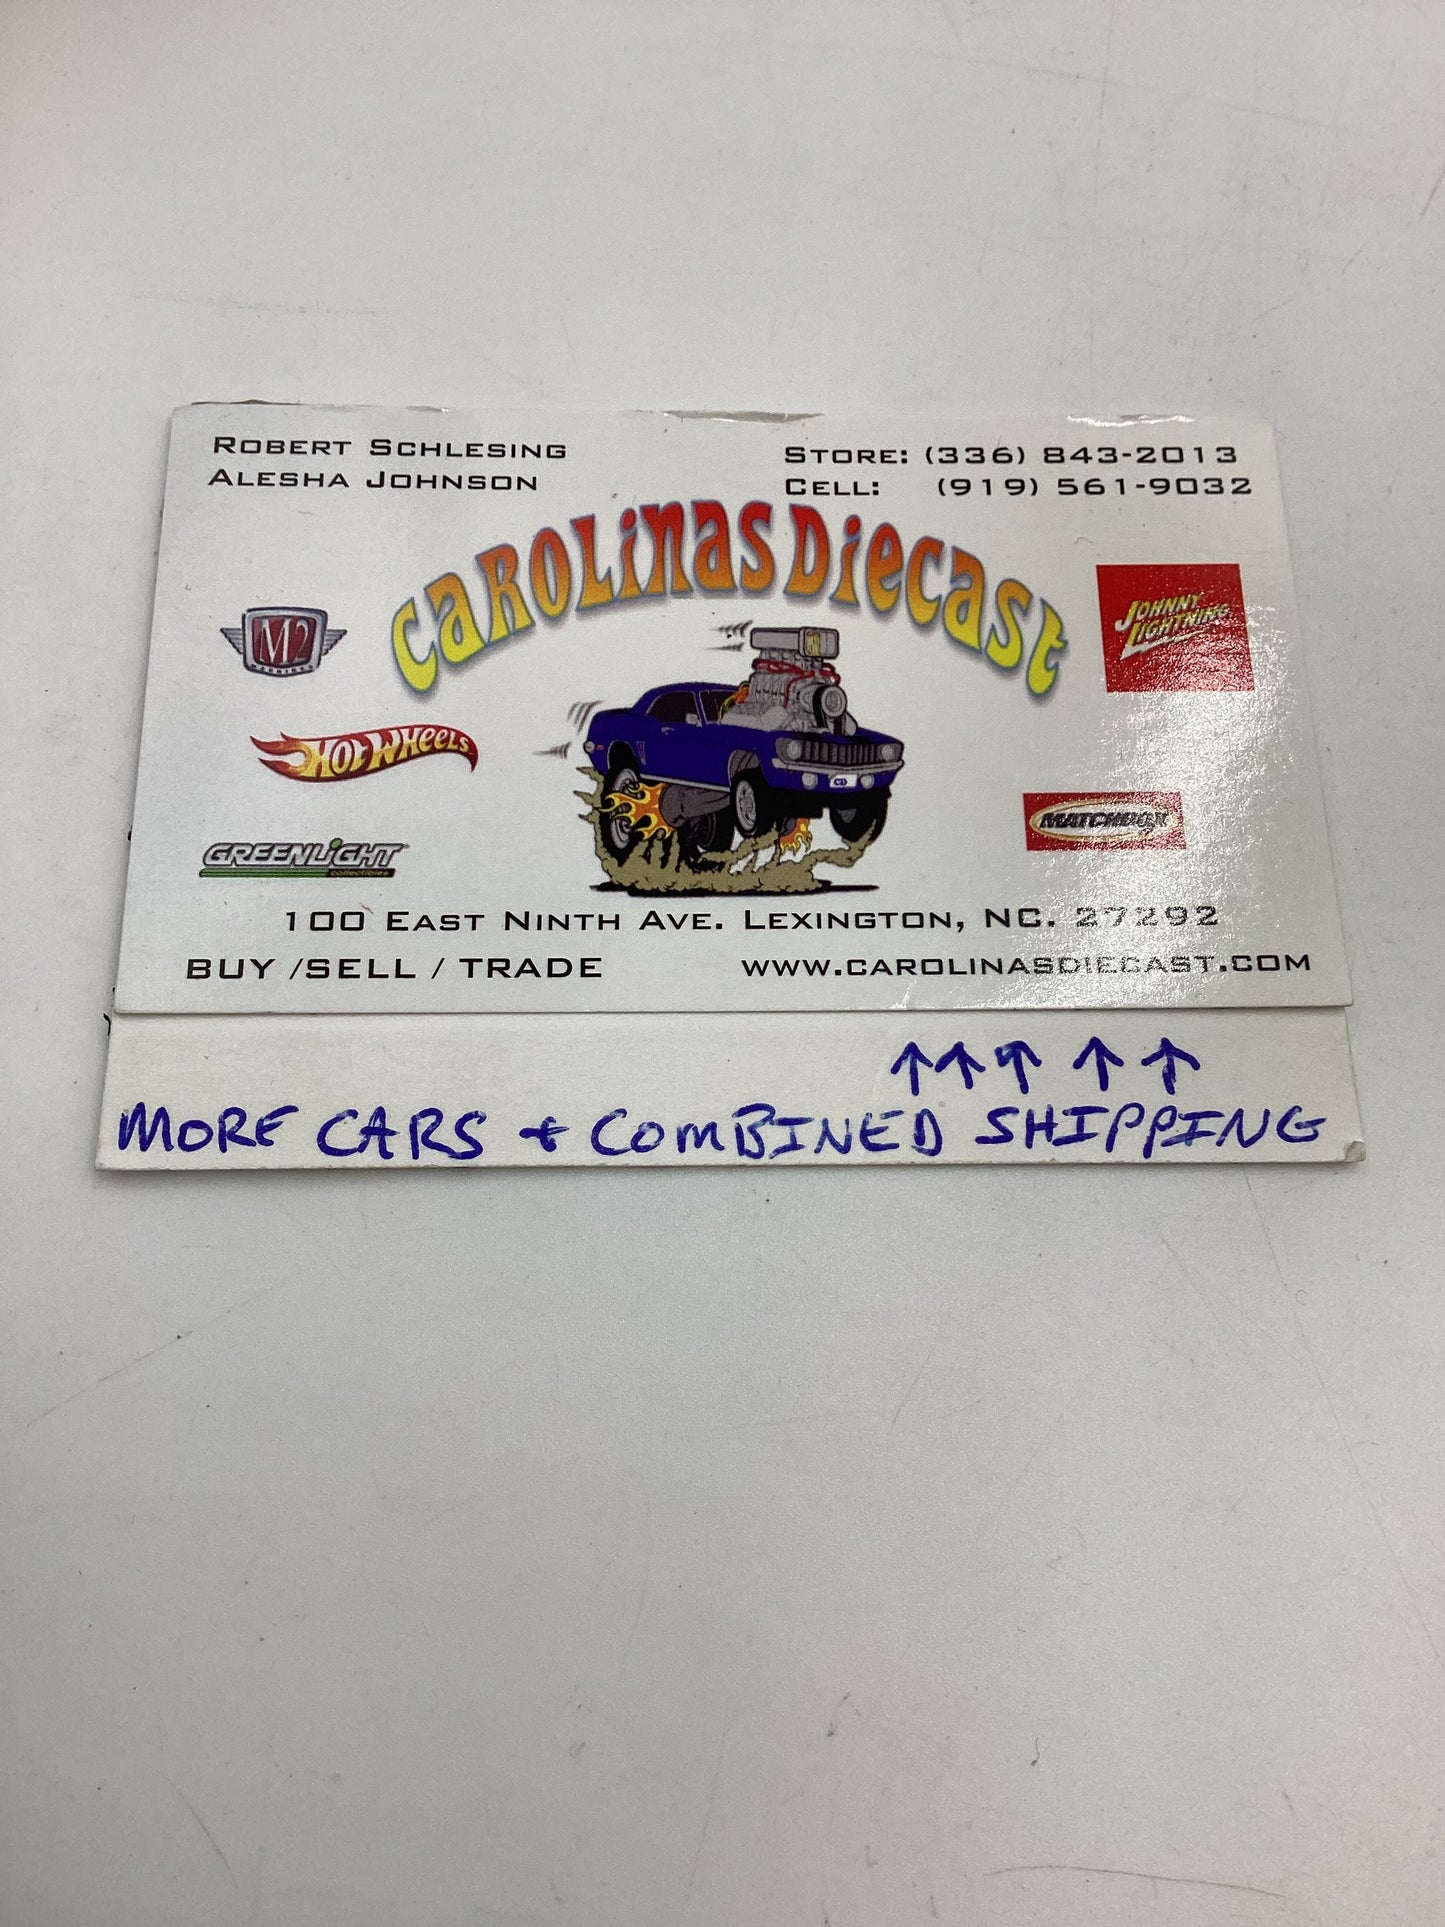 ROBERT SCHLESING
ALESHA JOHNSON
STORE: (336) 843-2013
CELL: (919) 561-9032
CAROLINAS DIECAST
M2
MACHINES
JOHNNY
LIGHTNING
HOT WHEELS
MATCHBOX
GREENLIGHT
collectibles
100 EAST NINTH AVE. LEXINGTON, NC. 27292
BUY /SELL / TRADE
WWW.CAROLINASDIECAST.COM
↑ ↑ ↑ ↑ ↑
MORE CARS + COMBINED SHIPPING